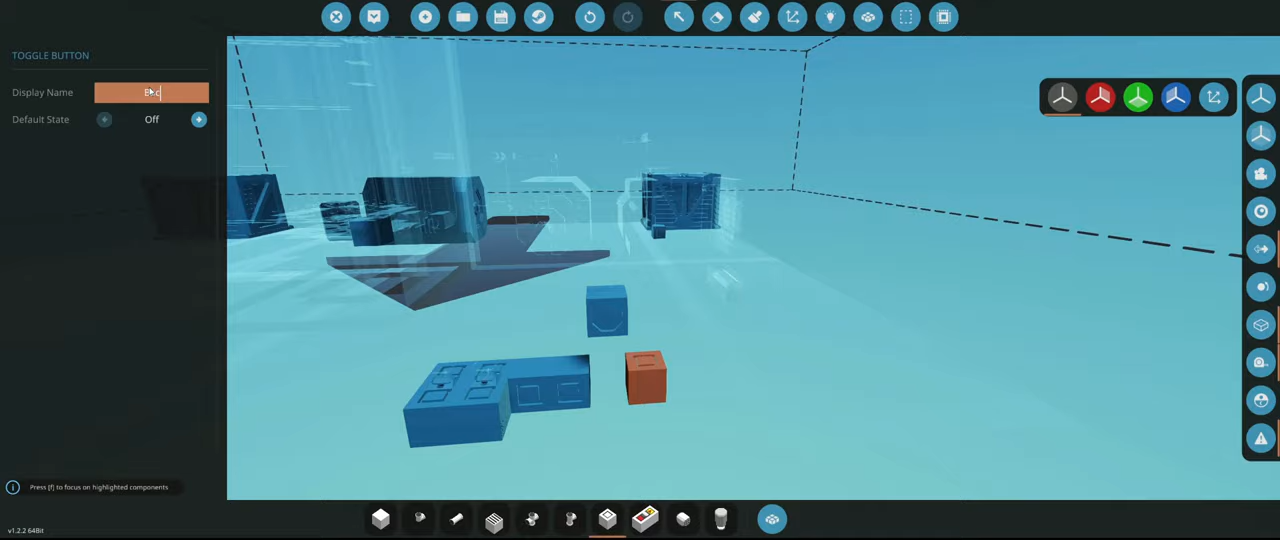 TOGGLE BUTTON
Display Name
Default State
Off
Press [f] to focus on highlighted components
v1.2.2 64Bit